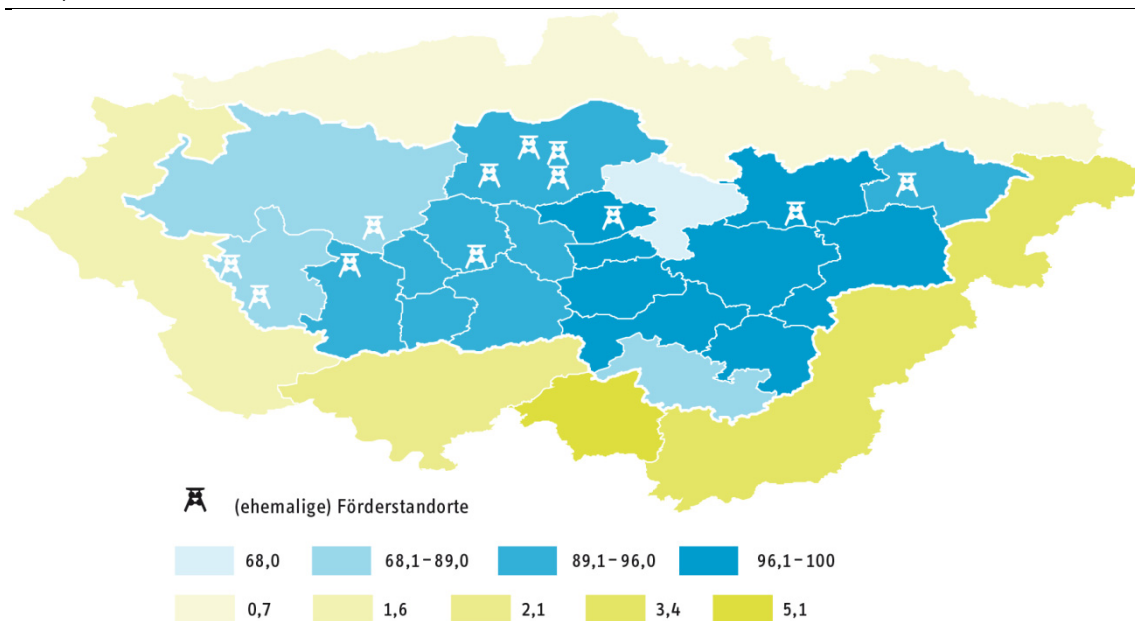 (ehemalige) Förderstandorte
68,0 68,1–89,0 89,1–96,0 96,1–100
0,7 1,6 2,1 3,4 5,1